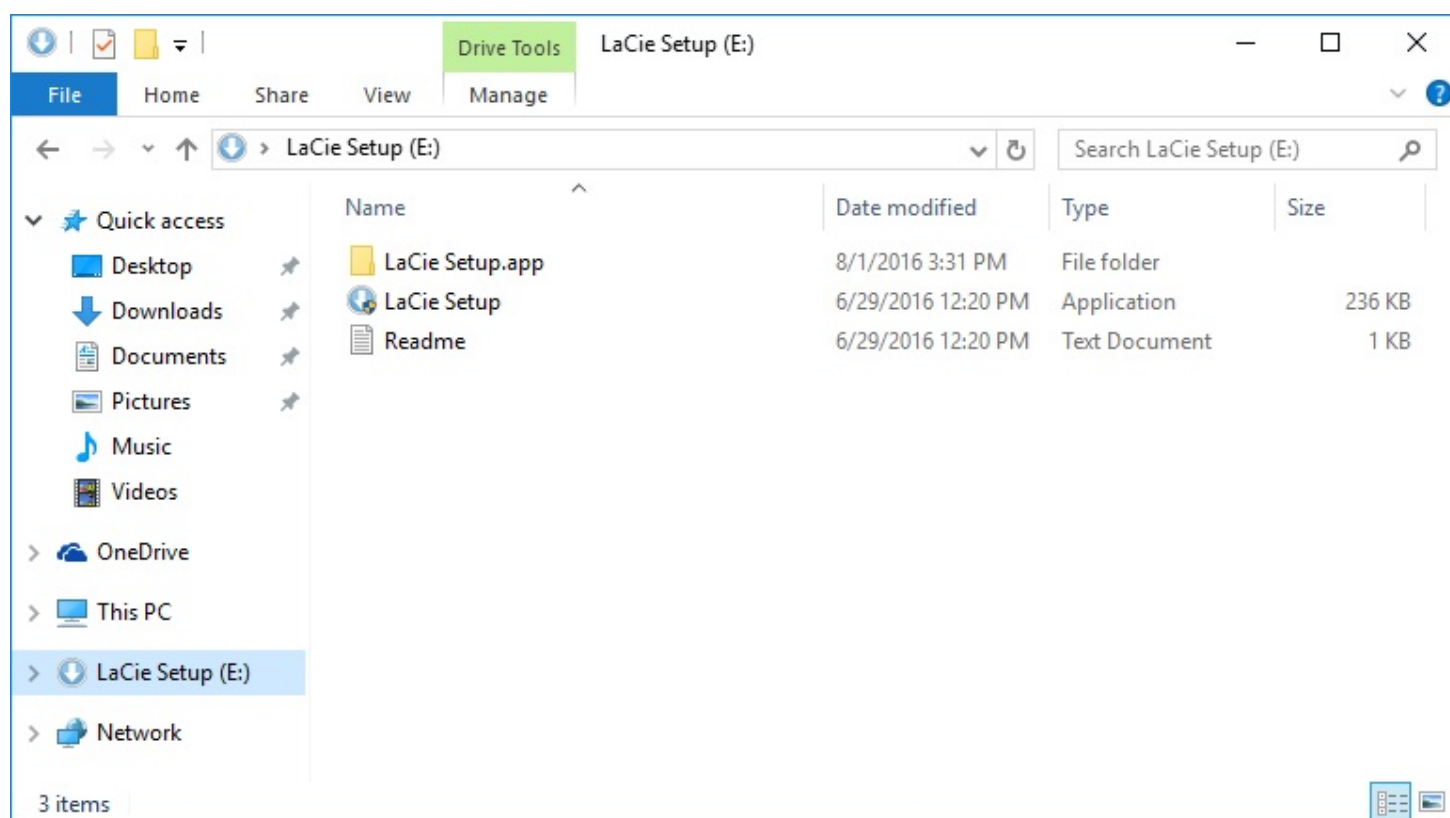 Drive Tools LaCie Setup (E:)
File Home Share View Manage
LaCie Setup (E:) Search LaCie Setup (E:)
Name Date modified Type Size
Quick access
Desktop
Downloads
Documents
Pictures
Music
Videos
OneDrive
This PC
LaCie Setup (E:)
Network
LaCie Setup.app 8/1/2016 3:31 PM File folder
LaCie Setup 6/29/2016 12:20 PM Application 236 KB
Readme 6/29/2016 12:20 PM Text Document 1 KB
3 items